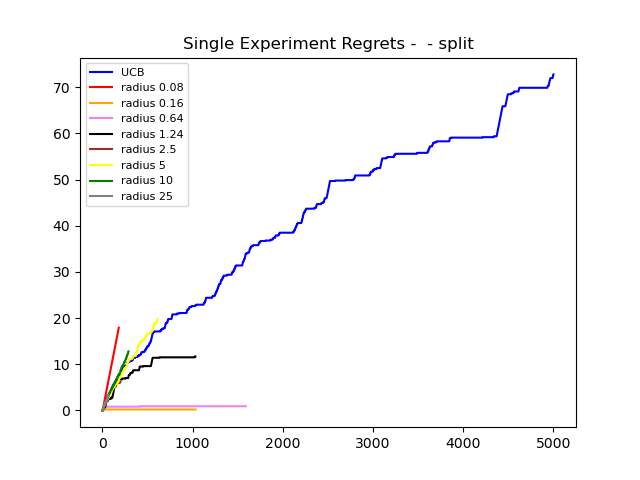 Single Experiment Regrets -  - split
UCB
radius 0.08
radius 0.16
radius 0.64
radius 1.24
radius 2.5
radius 5
radius 10
radius 25
70
60
50
40
30
20
10
0
0 1000 2000 3000 4000 5000